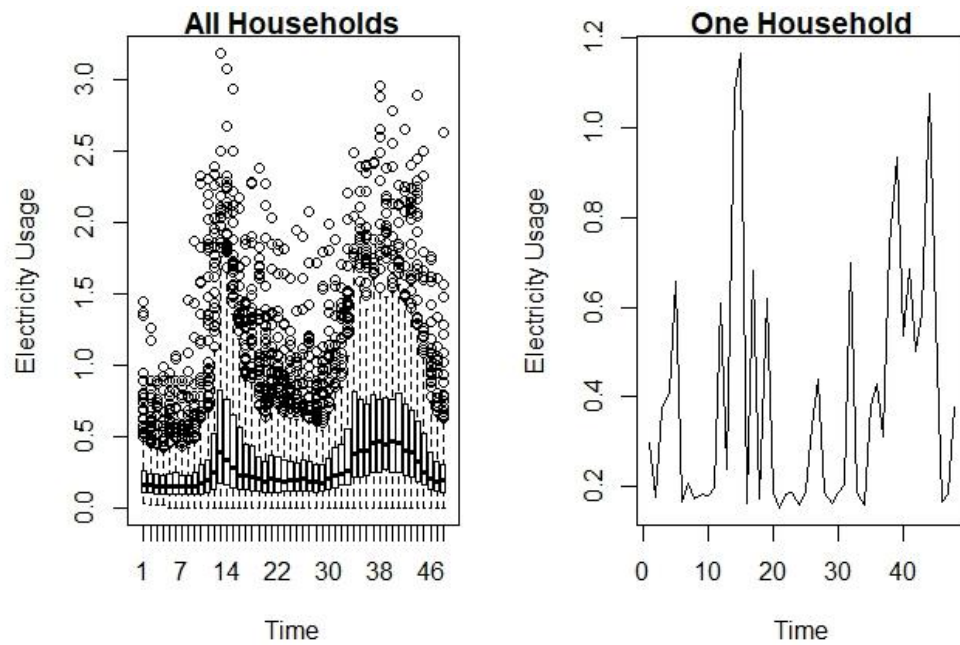 All Households
Electricity Usage
3.0
2.5
2.0
1.5
1.0
0.5
0.0
1 7 14 22 30 38 46
Time
One Household
Electricity Usage
1.2
1.0
0.8
0.6
0.4
0.2
0 10 20 30 40
Time